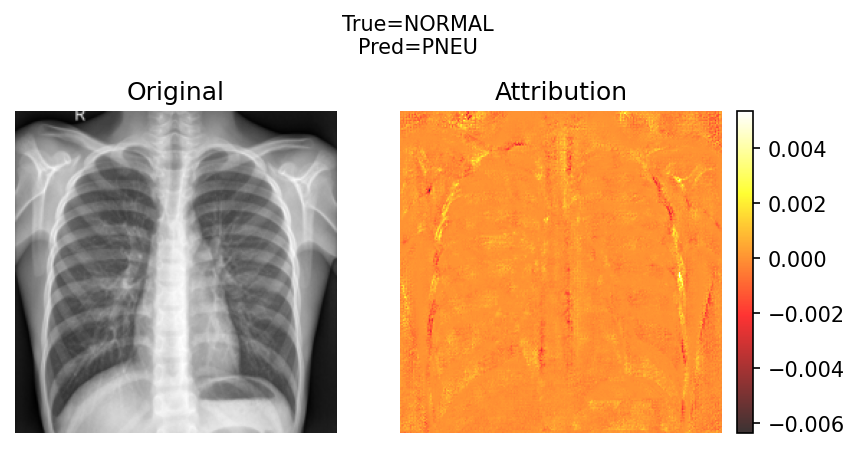 True=NORMAL
Pred=PNEU
Original
Attribution
R
0.004
0.002
0.000
−0.002
−0.004
−0.006